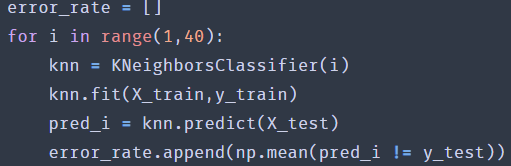 error_rate = []
for i in range(1,40):
    knn = KNeighborsClassifier(i)
    knn.fit(X_train,y_train)
    pred_i = knn.predict(X_test)
    error_rate.append(np.mean(pred_i != y_test))